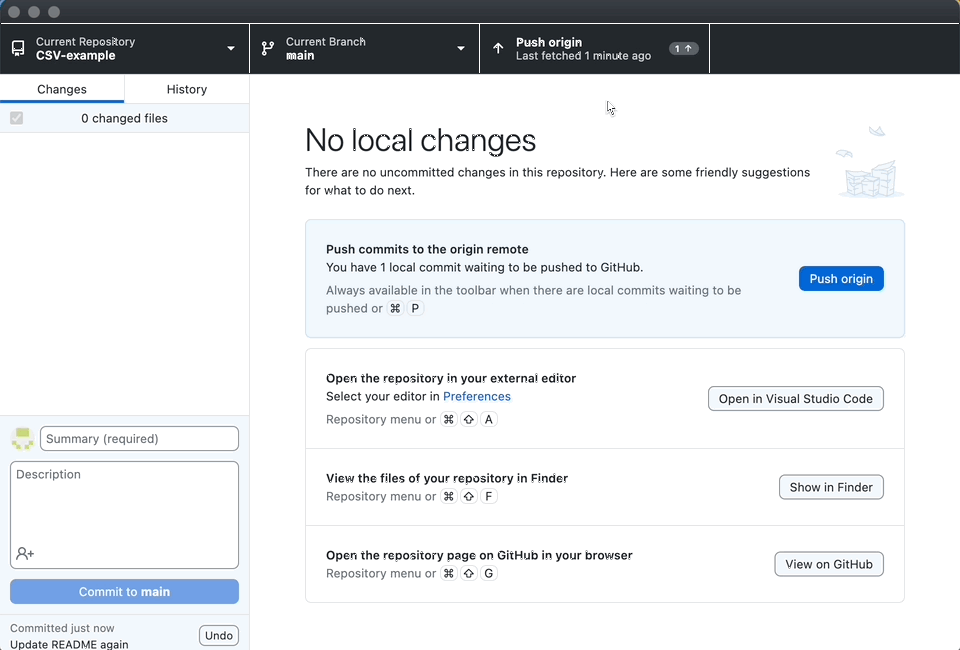 Current Repository
CSV-example
Current Branch
main
Push origin
Last fetched 1 minute ago
1 ↑
Changes
History
0 changed files
No local changes
There are no uncommitted changes in this repository. Here are some friendly suggestions
for what to do next.
Push commits to the origin remote
You have 1 local commit waiting to be pushed to GitHub.
Always available in the toolbar when there are local commits waiting to be
pushed or ⌘ P
Push origin
Open the repository in your external editor
Select your editor in Preferences
Repository menu or ⌘ ⇧ A
Open in Visual Studio Code
View the files of your repository in Finder
Repository menu or ⌘ ⇧ F
Show in Finder
Open the repository page on GitHub in your browser
Repository menu or ⌘ ⇧ G
View on GitHub
Summary (required)
Description
Commit to main
Committed just now
Update README again
Undo